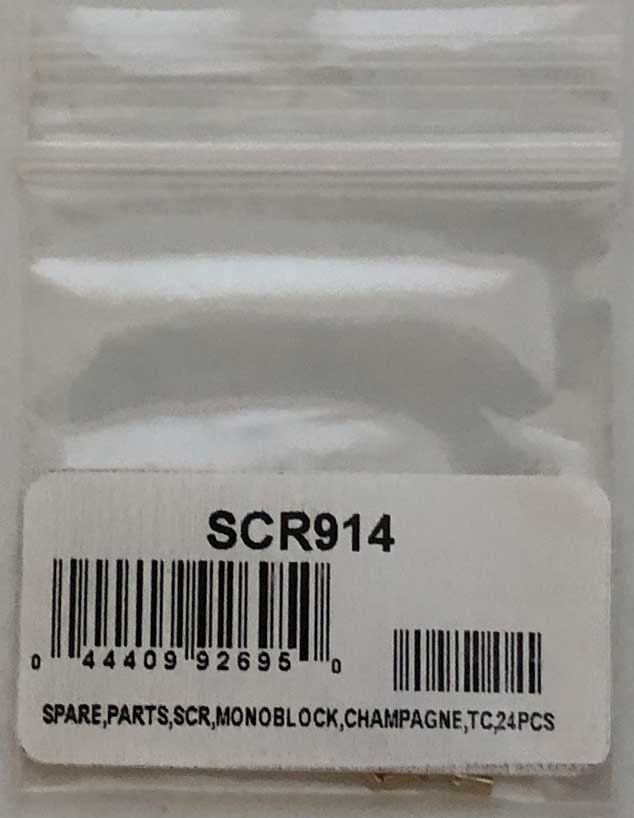 SCR914
0 44409 92695 0
SPARE,PARTS,SCR,MONOBLOCK,CHAMPAGNE,TC,24PCS